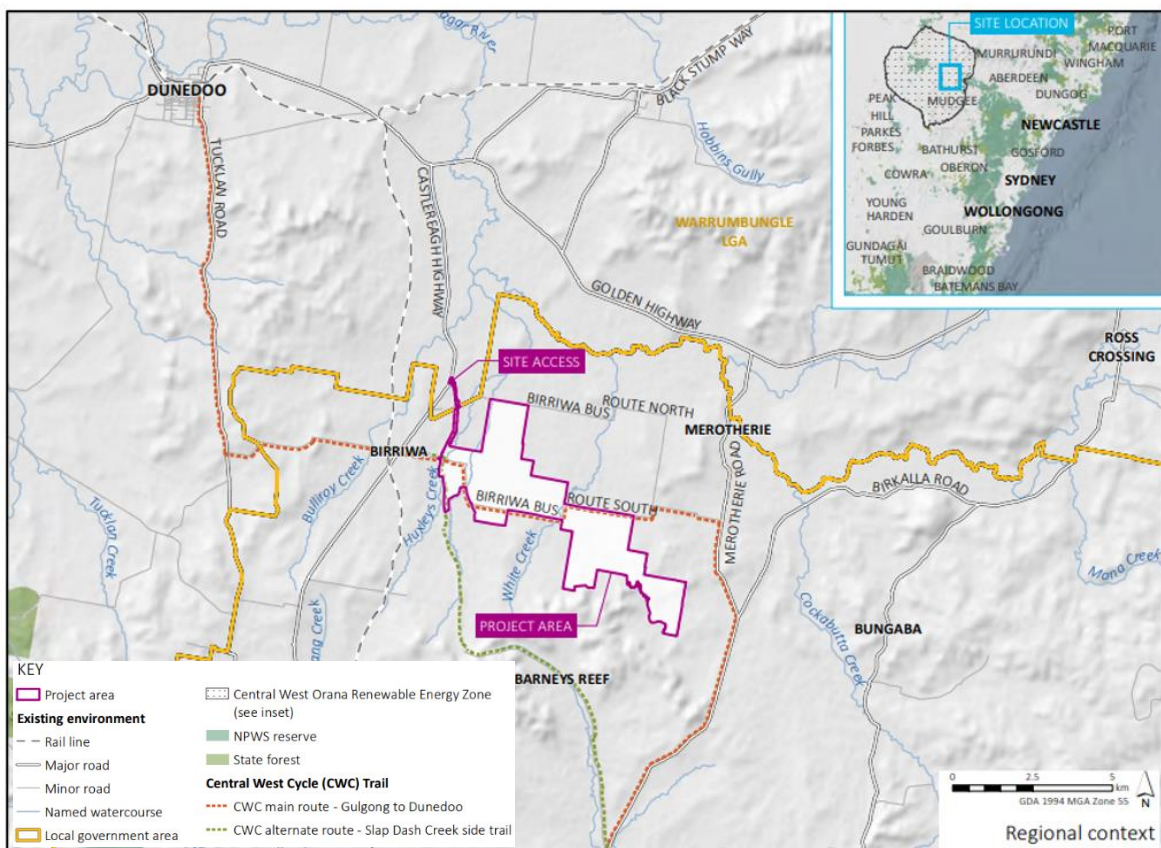 DUNEDOO
TUCKLAN ROAD
CASTLEREAGH HIGHWAY
BLACK STUMP WAY
Hobbins Gully
WARRUMBUNGLE
LGA
GOLDEN HIGHWAY
SITE LOCATION
PORT
MACQUARIE
MURRURUNDI
WINGHAM
ABERDEEN
DUNGOG
PEAK
HILL
MUDGEE
PARKES
FORBES
NEWCASTLE
BATHURST
GOSFORD
OBERON
COWRA
SYDNEY
YOUNG
HARDEN
WOLLONGONG
GOULBURN
GUNDAGAI
TUMUT
BRAIDWOOD
BATEMANS BAY
ROSS
CROSSING
SITE ACCESS
BIRRIWA BUS ROUTE NORTH
MEROTHERIE
BIRRIWA
Bulliroy Creek
Huxleys Creek
BIRRIWA BUS ROUTE SOUTH
MEROTHERIE ROAD
BIRKALLA ROAD
Tucklan Creek
White Creek
Mona Creek
Cockabutta Creek
PROJECT AREA
BUNGABA
BARNEYS REEF
KEY
Project area
Existing environment
Rail line
Major road
Minor road
Named watercourse
Local government area
Central West Orana Renewable Energy Zone
(see inset)
NPWS reserve
State forest
Central West Cycle (CWC) Trail
CWC main route - Gulgong to Dunedoo
CWC alternate route - Slap Dash Creek side trail
0 2.5 5
km
GDA 1994 MGA Zone 55
N
Regional context